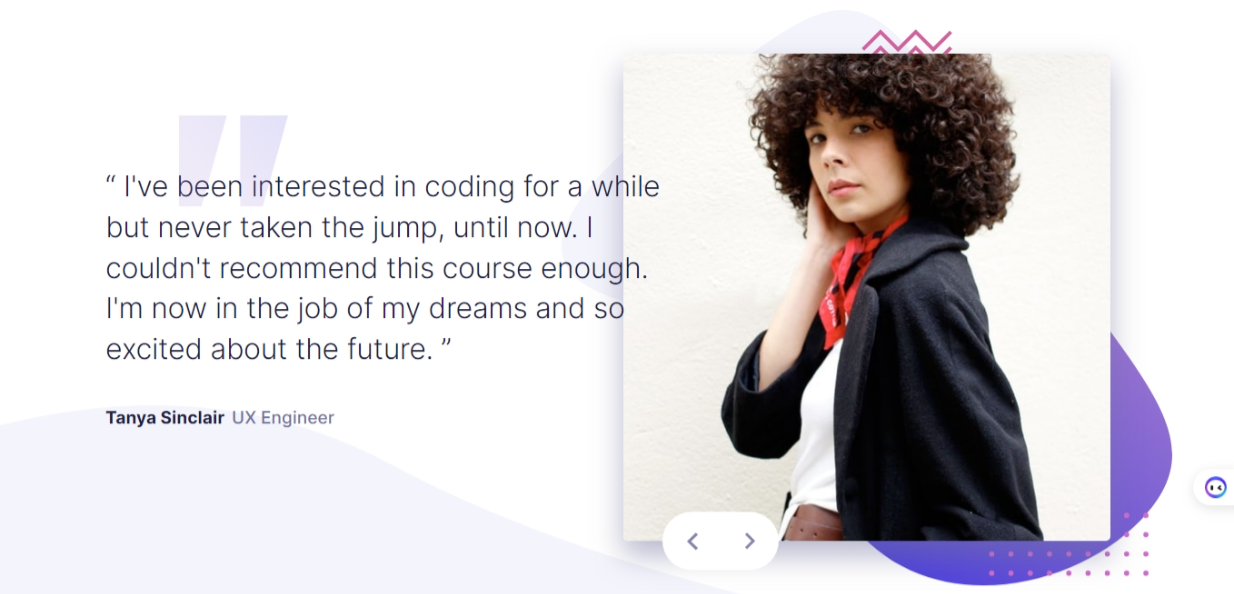 “ I've been interested in coding for a while
but never taken the jump, until now. I
couldn't recommend this course enough.
I'm now in the job of my dreams and so
excited about the future. ”
Tanya Sinclair UX Engineer